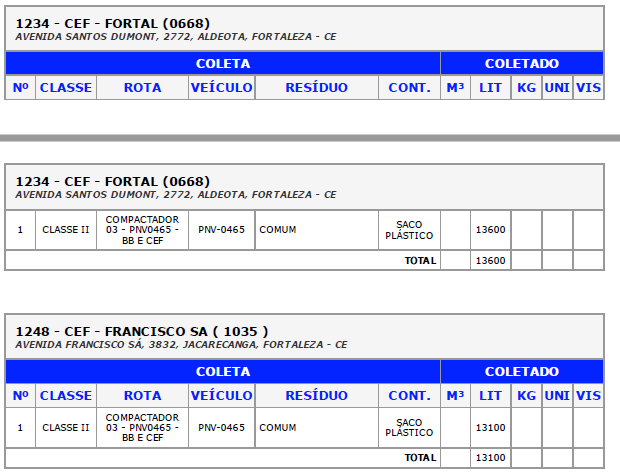 1234 - CEF - FORTAL (0668)
AVENIDA SANTOS DUMONT, 2772, ALDEOTA, FORTALEZA - CE
COLETA COLETADO
Nº CLASSE ROTA VEÍCULO RESÍDUO CONT. M³ LIT KG UNI VIS
1234 - CEF - FORTAL (0668)
AVENIDA SANTOS DUMONT, 2772, ALDEOTA, FORTALEZA - CE
1 CLASSE II COMPACTADOR 03 - PNV0465 - BB E CEF PNV-0465 COMUM SACO PLÁSTICO 13600
TOTAL 13600
1248 - CEF - FRANCISCO SA ( 1035 )
AVENIDA FRANCISCO SÁ, 3832, JACARECANGA, FORTALEZA - CE
COLETA COLETADO
Nº CLASSE ROTA VEÍCULO RESÍDUO CONT. M³ LIT KG UNI VIS
1 CLASSE II COMPACTADOR 03 - PNV0465 - BB E CEF PNV-0465 COMUM SACO PLÁSTICO 13100
TOTAL 13100